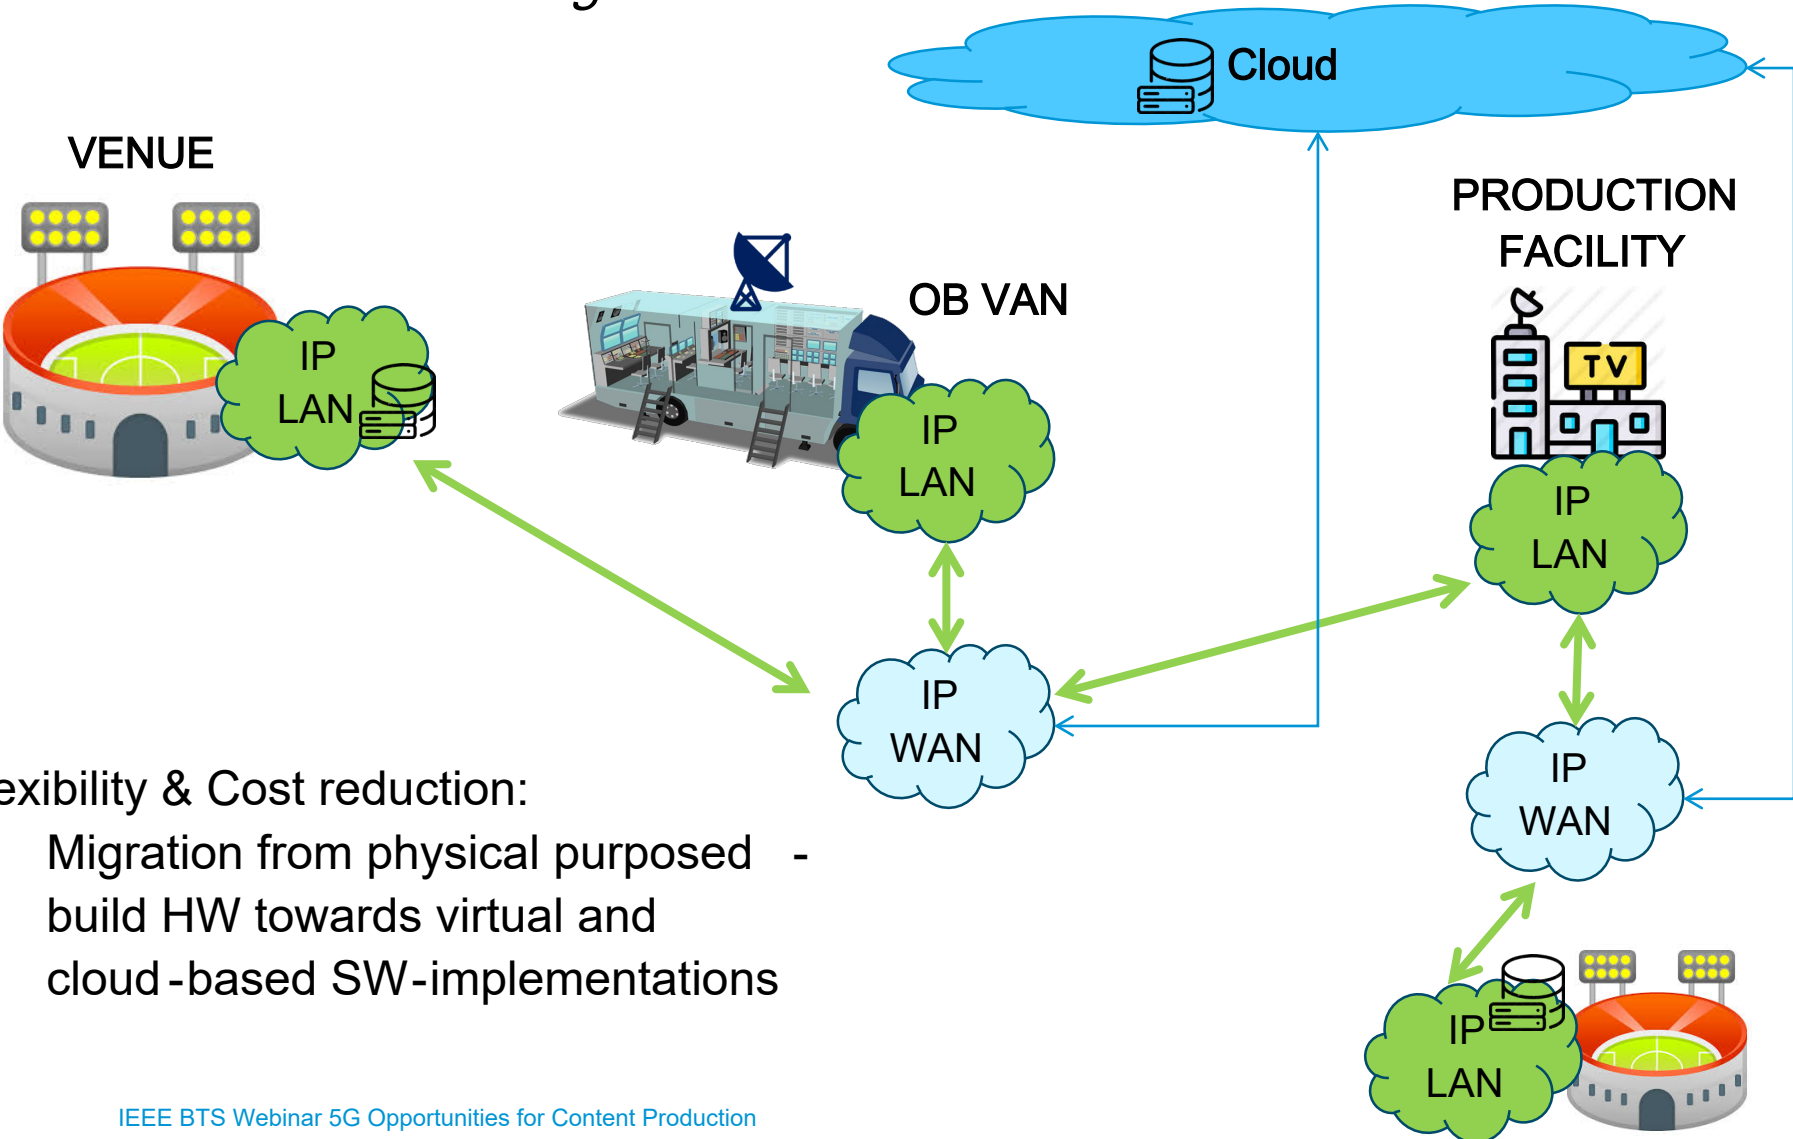 Cloud
VENUE
PRODUCTION
FACILITY
OB VAN
TV
IP
LAN
IP
LAN
IP
LAN
IP
WAN
IP
WAN
exibility & Cost reduction:
Migration from physical purposed -
build HW towards virtual and
cloud-based SW-implementations
IP
LAN
IEEE BTS Webinar 5G Opportunities for Content Production